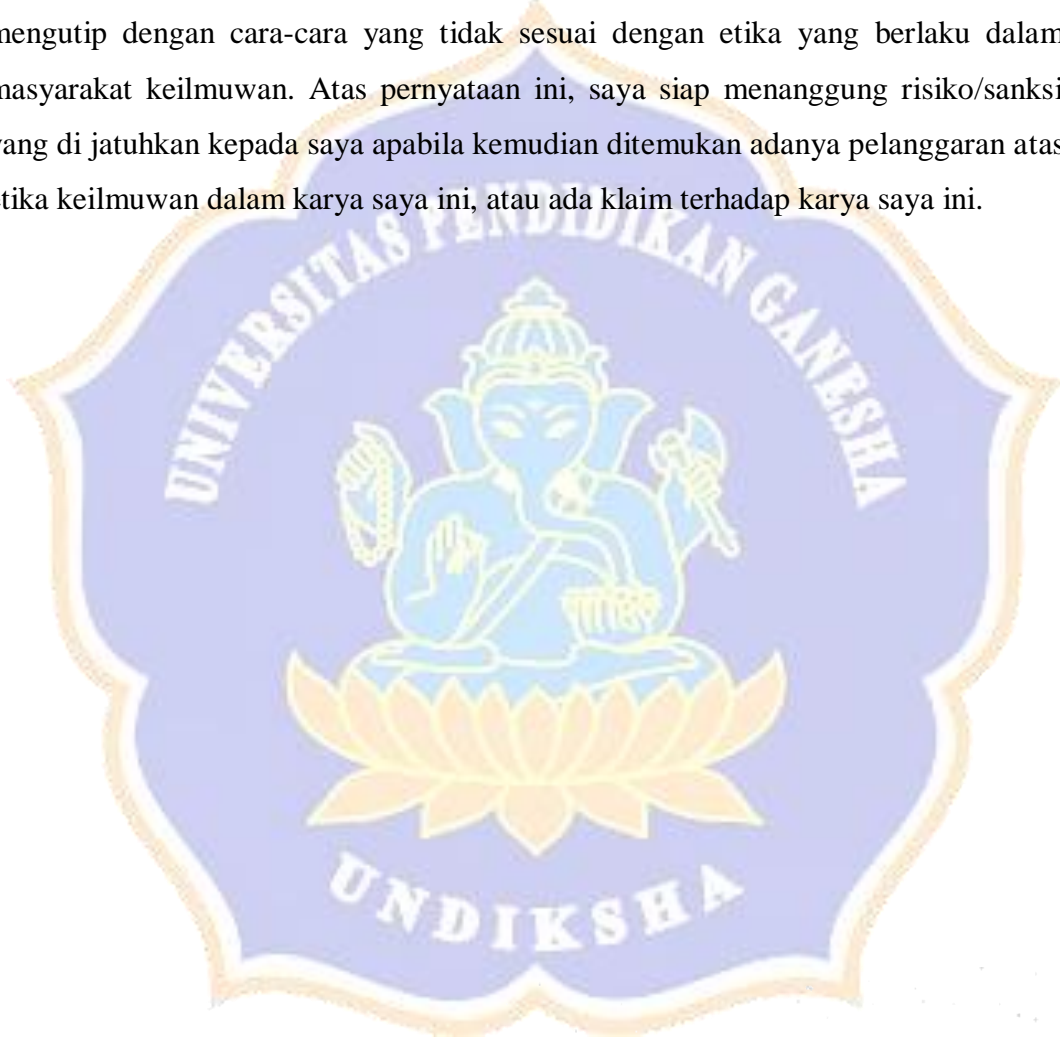 mengutip dengan cara-cara yang tidak sesuai dengan etika yang berlaku dalam
masyarakat keilmuwan. Atas pernyataan ini, saya siap menanggung risiko/sanksi
yang di jatuhkan kepada saya apabila kemudian ditemukan adanya pelanggaran atas
etika keilmuwan dalam karya saya ini, atau ada klaim terhadap karya saya ini.
UNIVERSITAS PENDIDIKAN GANESHA
UNDIKSHA